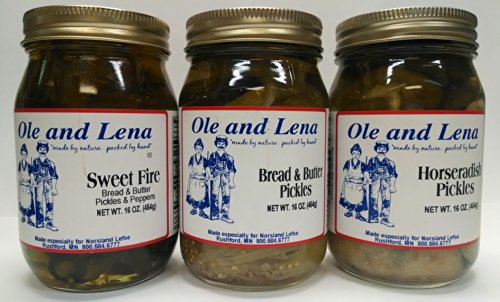 Ole and Lena
"made by nature...packed by hand"
®
Sweet Fire
Bread & Butter
Pickles & Peppers
NET WT. 16 OZ. (454g)
Made especially for Norsland Lefse
Rushford, MN 800.584.6777
Ole and Lena
"made by nature...packed by hand"
Bread & Butter
Pickles
NET WT. 16 OZ. (454g)
Made especially for Norsland Lefse
Rushford, MN 800.584.6777
Ole and Lena
"made by nature...packed by hand"
Horseradish
Pickles
NET WT. 16 OZ. (454g)
Made especially for Norsland Lefse
Rushford, MN 800.584.6777